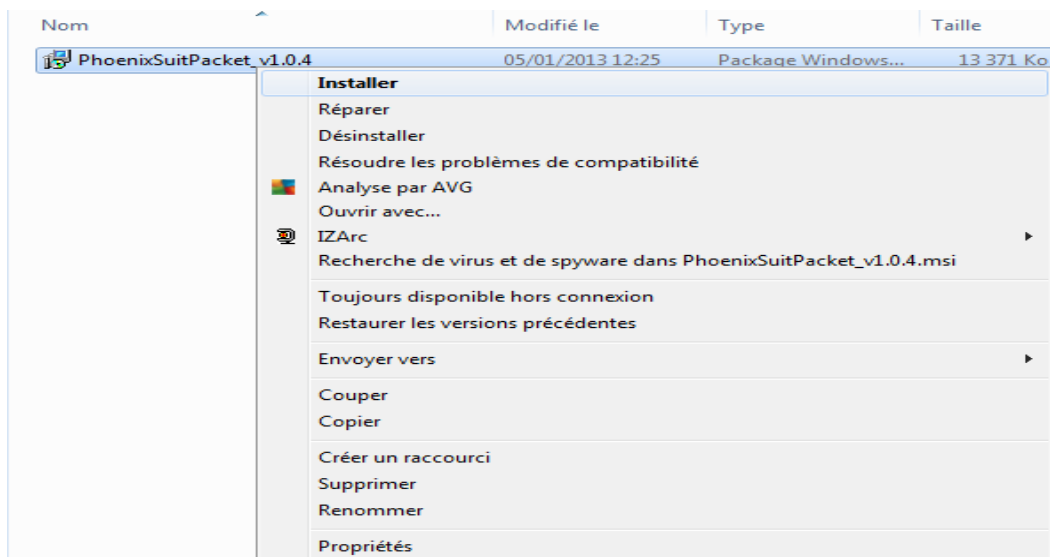 Nom Modifié le Type Taille
PhoenixSuitPacket_v1.0.4 05/01/2013 12:25 Package Windows... 13 371 Ko
Installer
Réparer
Désinstaller
Résoudre les problèmes de compatibilité
Analyse par AVG
Ouvrir avec...
IZArc
Recherche de virus et de spyware dans PhoenixSuitPacket_v1.0.4.msi
Toujours disponible hors connexion
Restaurer les versions précédentes
Envoyer vers
Couper
Copier
Créer un raccourci
Supprimer
Renommer
Propriétés